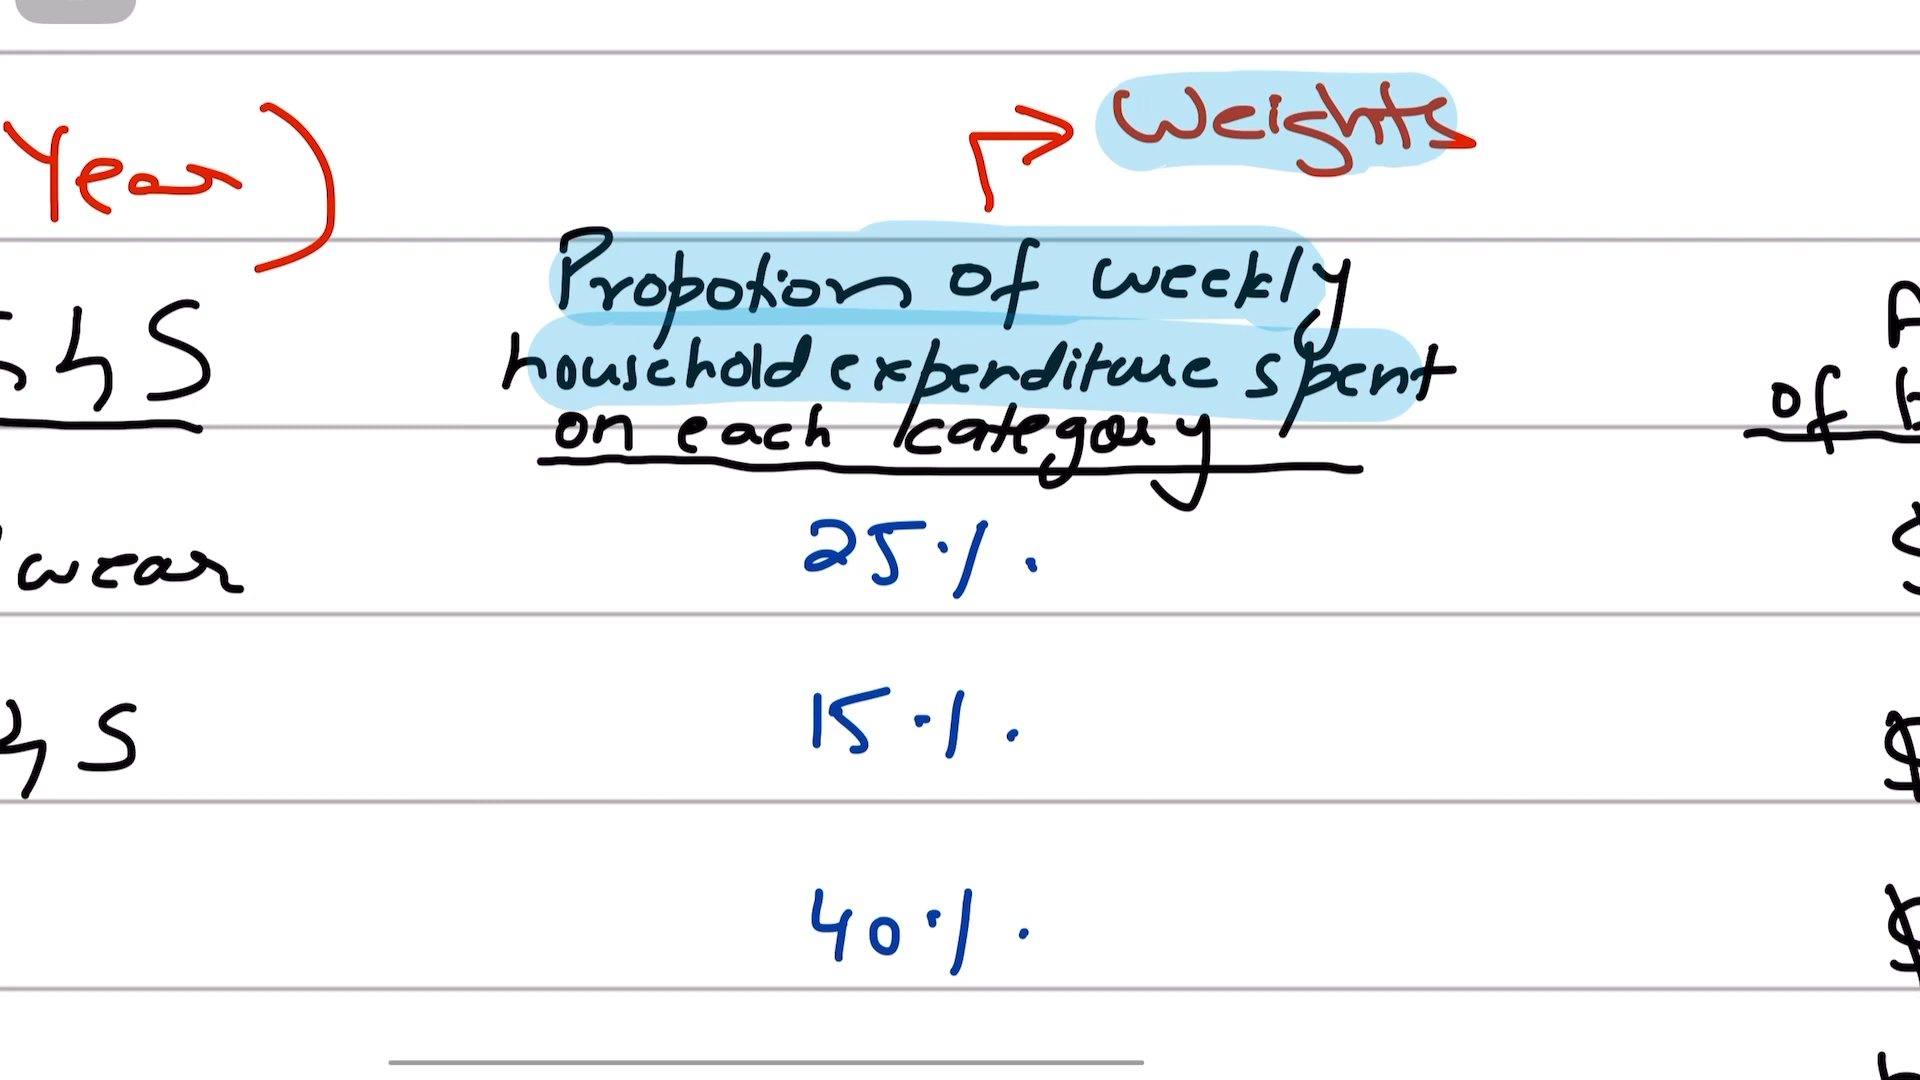 Year)
Weights
Propotion of weekly
household expenditure spent
on each category
G & S
of
wear
25%.
15%.
& S
$
40%.
$